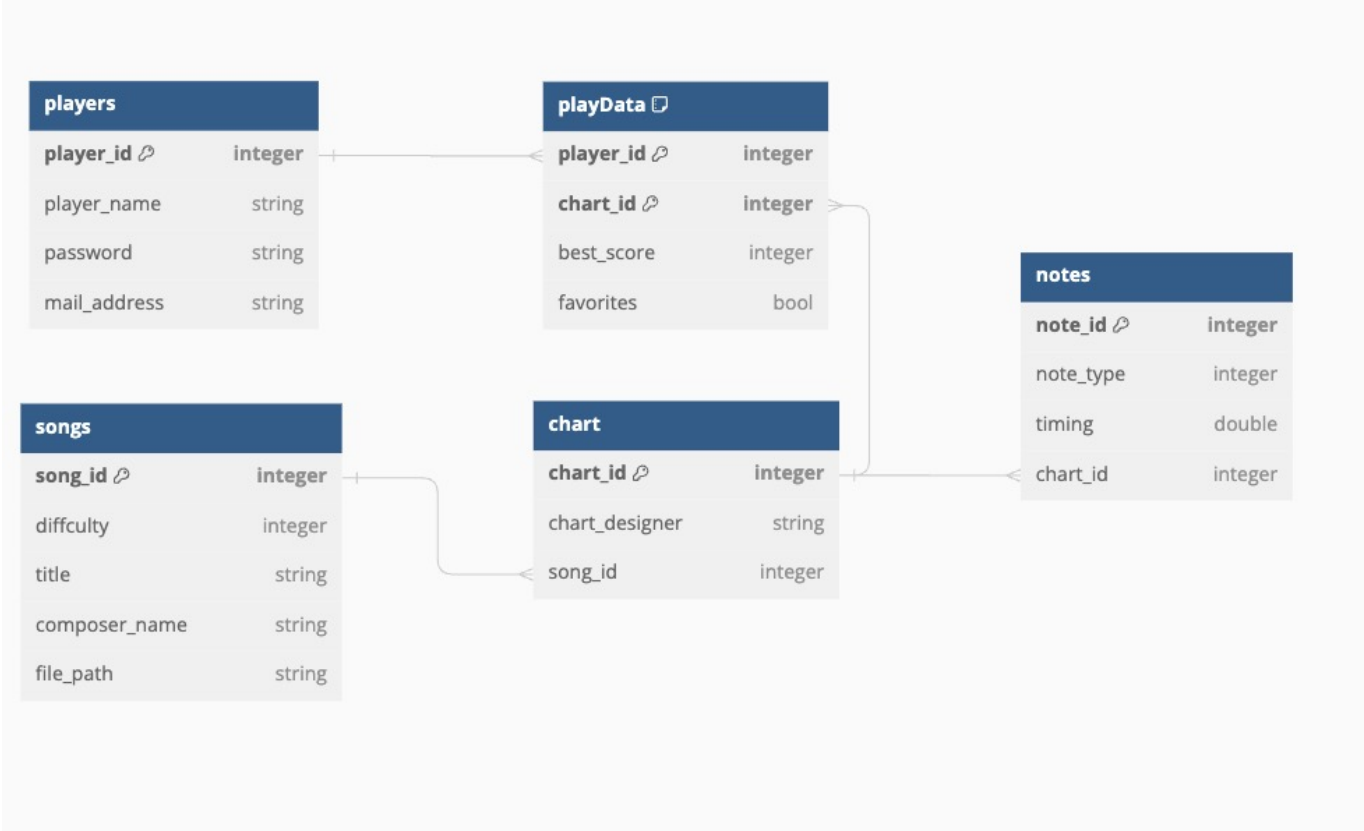 players
player_id integer
player_name string
password string
mail_address string
playData
player_id integer
chart_id integer
best_score integer
favorites bool
notes
note_id integer
note_type integer
timing double
chart_id integer
songs
song_id integer
diffculty integer
title string
composer_name string
file_path string
chart
chart_id integer
chart_designer string
song_id integer